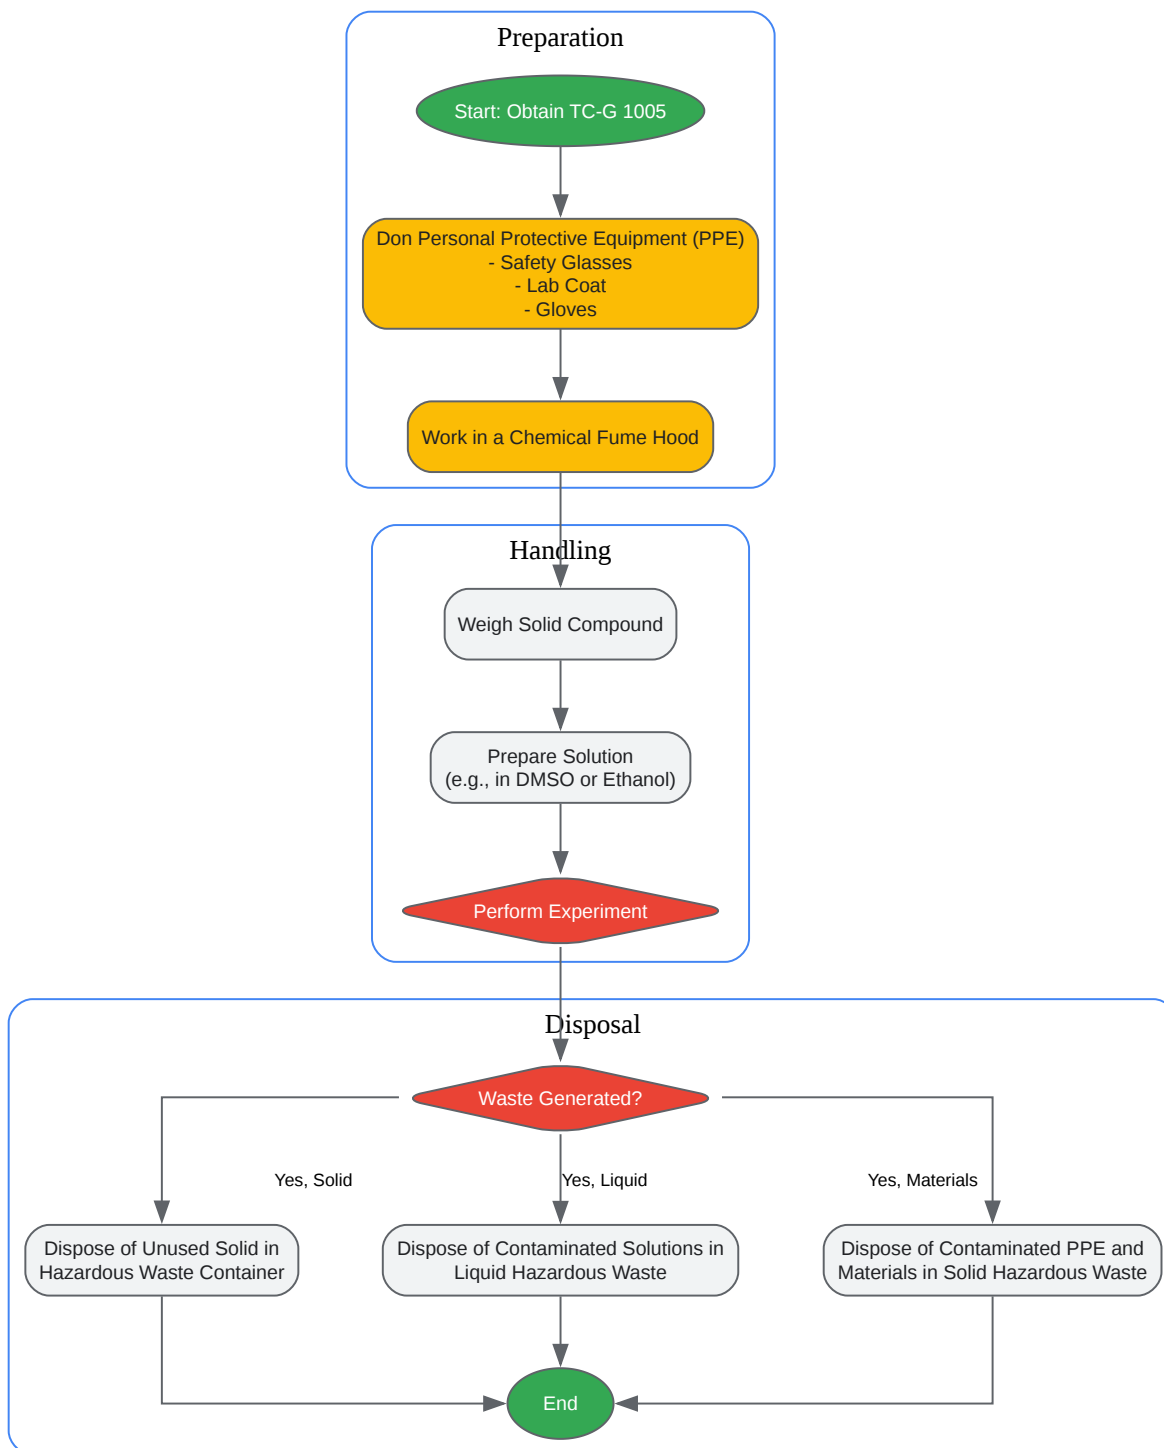 Preparation
Start: Obtain TC-G 1005
Don Personal Protective Equipment (PPE)
- Safety Glasses
- Lab Coat
- Gloves
Work in a Chemical Fume Hood
Handling
Weigh Solid Compound
Prepare Solution
(e.g., in DMSO or Ethanol)
Perform Experiment
Disposal
Waste Generated?
Yes, Solid
Yes, Liquid
Yes, Materials
Dispose of Unused Solid in
Hazardous Waste Container
Dispose of Contaminated Solutions in
Liquid Hazardous Waste
Dispose of Contaminated PPE and
Materials in Solid Hazardous Waste
End